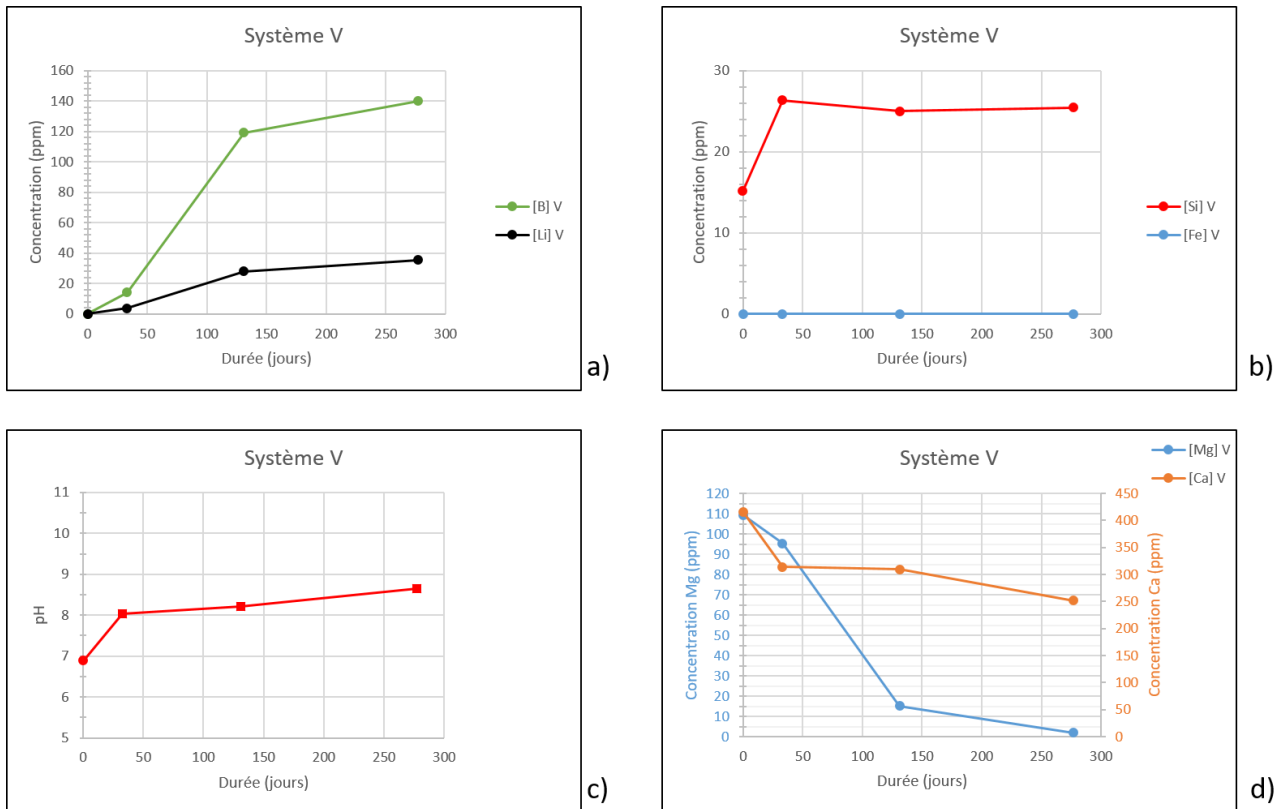 Système V
Concentration (ppm)
160
140
120
100
80
60
40
20
0
0 50 100 150 200 250 300
Durée (jours)
[B] V
[Li] V
a)
Système V
Concentration (ppm)
30
20
10
0
0 50 100 150 200 250 300
Durée (jours)
[Si] V
[Fe] V
b)
Système V
pH
11
10
9
8
7
6
5
0 50 100 150 200 250 300
Durée (jours)
c)
[Mg] V
[Ca] V
Système V
Concentration Mg (ppm)
120
110
100
90
80
70
60
50
40
30
20
10
0
450
400
350
300
250
200
150
100
50
0
Concentration Ca (ppm)
0 50 100 150 200 250 300
Durée (jours)
d)